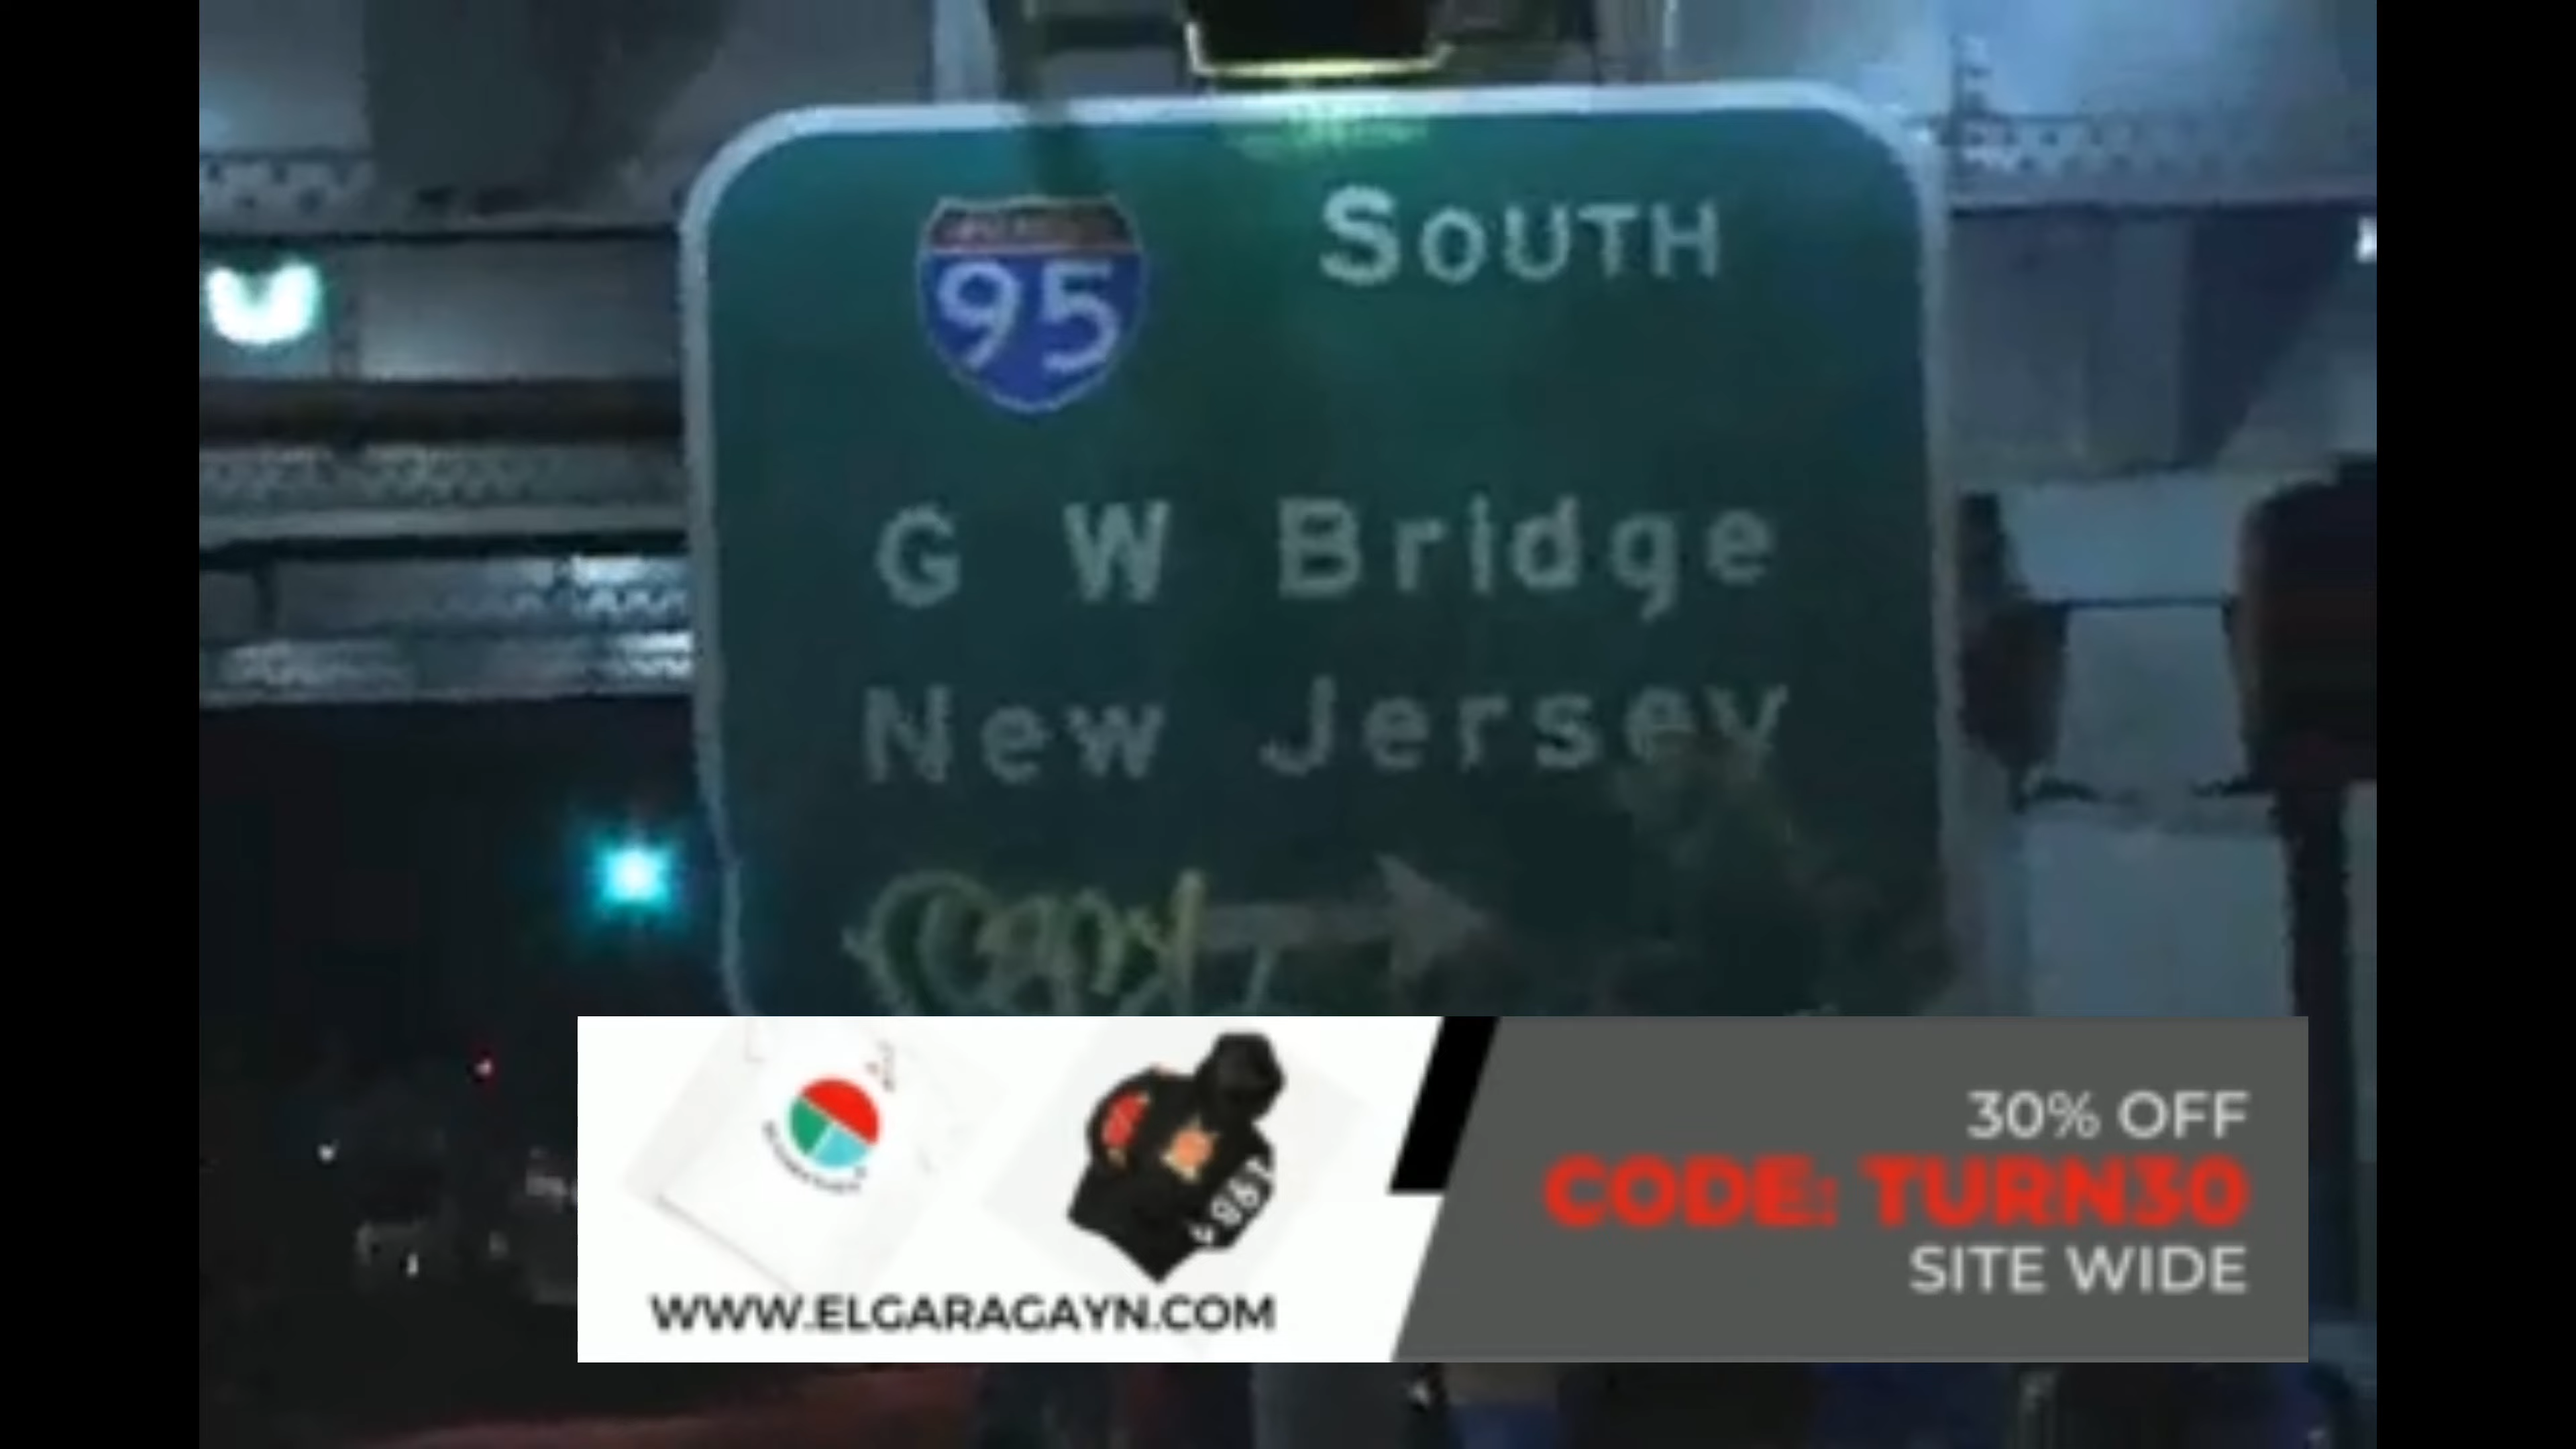 SOUTH
95
G W Bridge
New Jersey
30% OFF
CODE: TURN30
SITE WIDE
WWW.ELGARAGAYN.COM